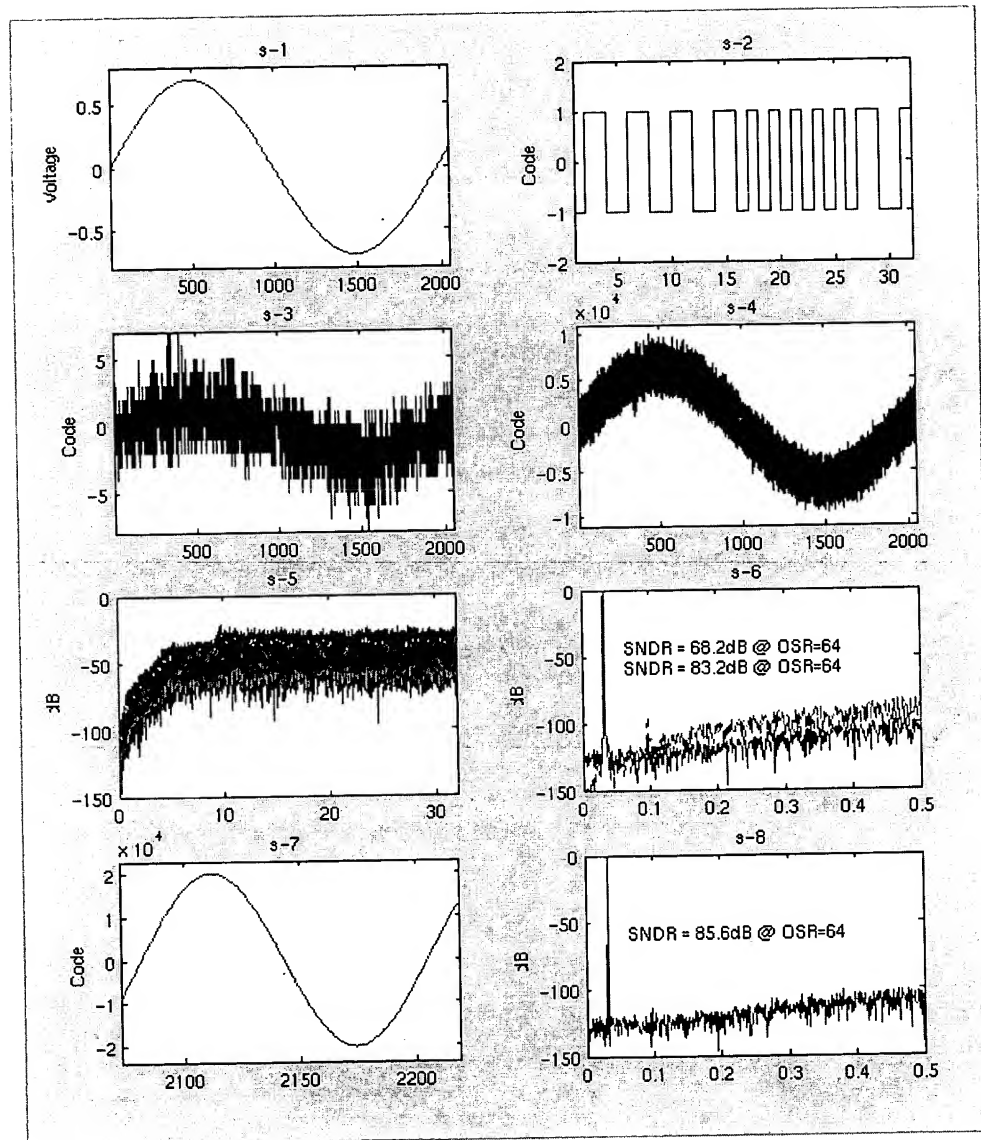 s-1
Voltage
0.5
0
-0.5
500 1000 1500 2000
s-2
Code
2
1
0
-1
-2
5 10 15 20 25 30
s-3
Code
5
0
-5
500 1000 1500 2000
× 10^4
s-4
Code
1
0.5
0
-0.5
-1
500 1000 1500 2000
s-5
dB
0
-50
-100
-150
0 10 20 30
s-6
dB
0
-50
-100
-150
SNDR = 68.2dB @ OSR=64
SNDR = 83.2dB @ OSR=64
0 0.1 0.2 0.3 0.4 0.5
× 10^4
s-7
Code
2
1
0
-1
-2
2100 2150 2200
s-8
dB
0
-50
-100
-150
SNDR = 85.6dB @ OSR=64
0 0.1 0.2 0.3 0.4 0.5